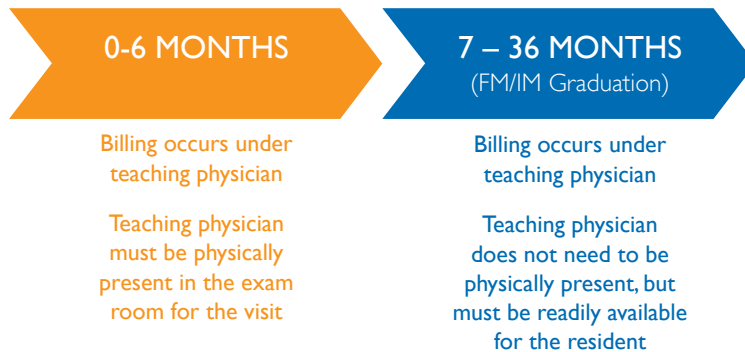 0-6 MONTHS
Billing occurs under
teaching physician
Teaching physician
must be physically
present in the exam
room for the visit
7 – 36 MONTHS
(FM/IM Graduation)
Billing occurs under
teaching physician
Teaching physician
does not need to be
physically present, but
must be readily available
for the resident